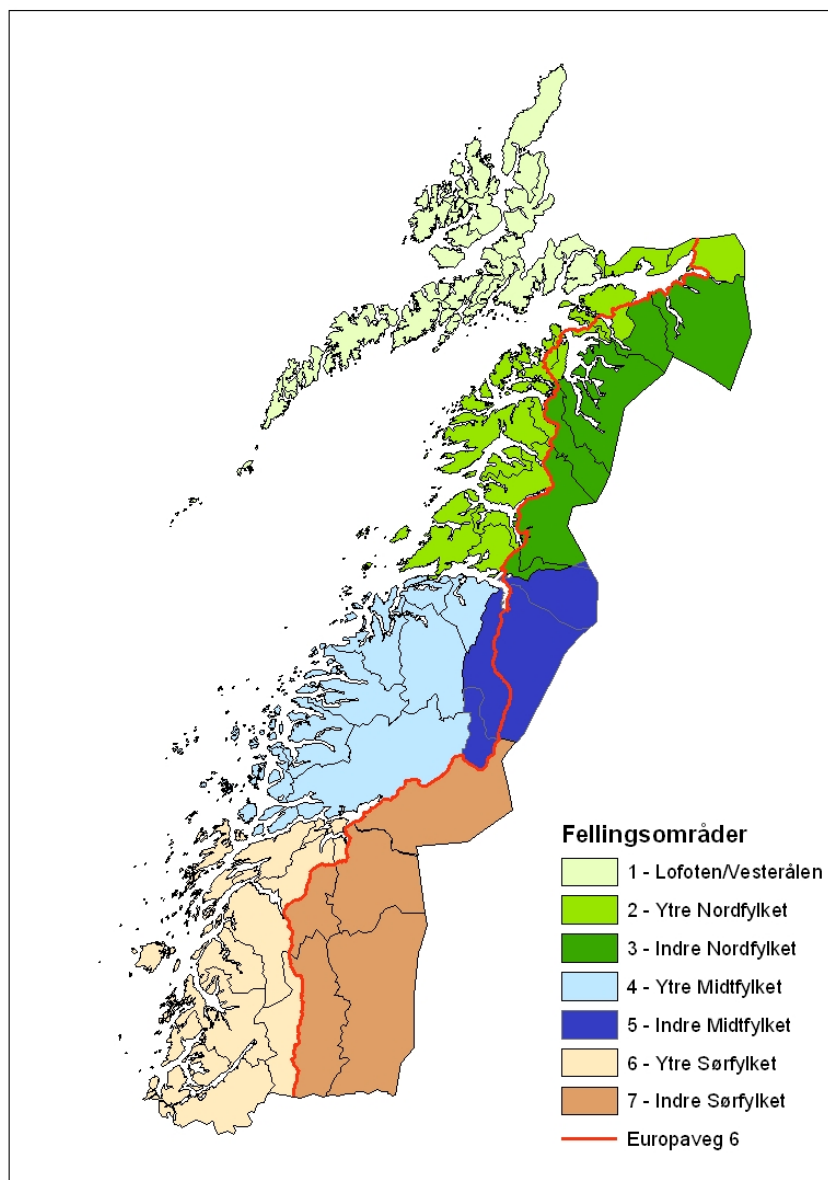 Fellingsområder
1 - Lofoten/Vesterålen
2 - Ytre Nordfylket
3 - Indre Nordfylket
4 - Ytre Midtfylket
5 - Indre Midtfylket
6 - Ytre Sørfylket
7 - Indre Sørfylket
Europaveg 6